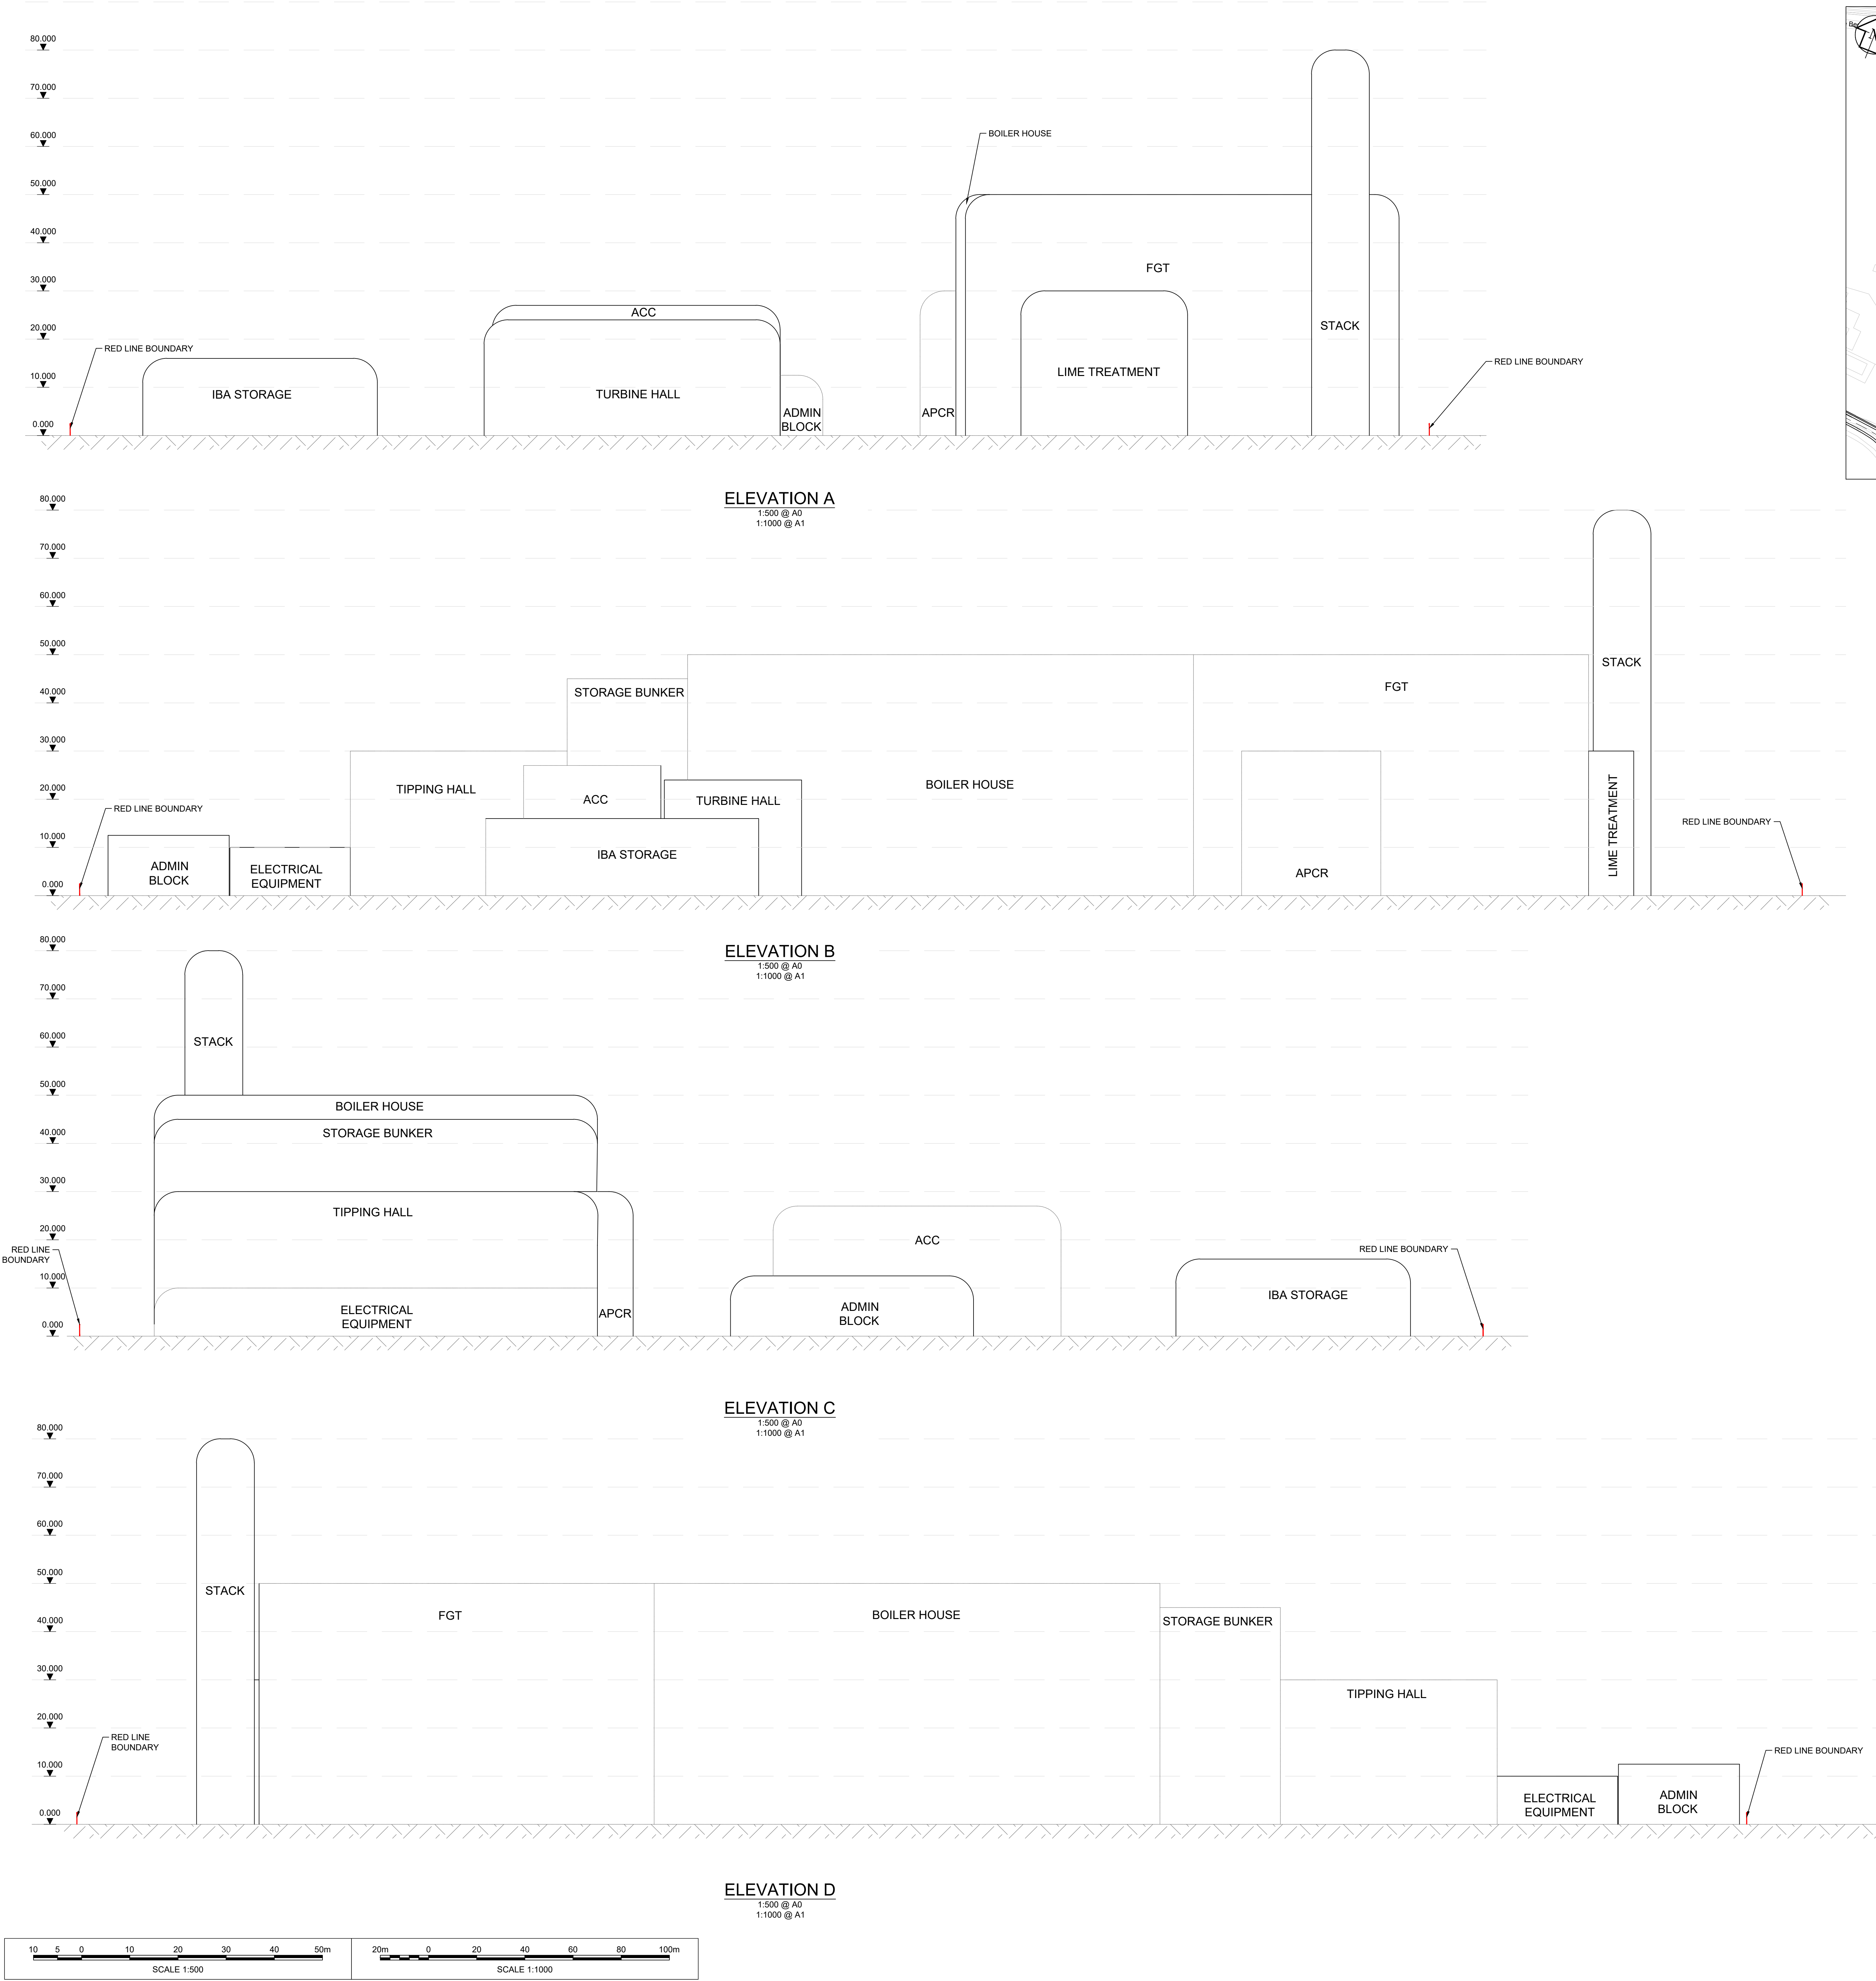 80.000
70.000
60.000
50.000
40.000
30.000
20.000
10.000
0.000
RED LINE BOUNDARY
IBA STORAGE
ACC
TURBINE HALL
ADMIN
BLOCK
APCR
BOILER HOUSE
FGT
LIME TREATMENT
STACK
RED LINE BOUNDARY
ELEVATION A
1:500 @ A0
1:1000 @ A1
80.000
70.000
60.000
50.000
40.000
30.000
20.000
10.000
0.000
RED LINE BOUNDARY
ADMIN
BLOCK
ELECTRICAL
EQUIPMENT
TIPPING HALL
STORAGE BUNKER
ACC
TURBINE HALL
IBA STORAGE
BOILER HOUSE
FGT
APCR
LIME TREATMENT
STACK
RED LINE BOUNDARY
ELEVATION B
1:500 @ A0
1:1000 @ A1
80.000
70.000
60.000
50.000
40.000
30.000
20.000
10.000
0.000
RED LINE
BOUNDARY
STACK
BOILER HOUSE
STORAGE BUNKER
TIPPING HALL
ELECTRICAL
EQUIPMENT
APCR
ACC
ADMIN
BLOCK
IBA STORAGE
RED LINE BOUNDARY
ELEVATION C
1:500 @ A0
1:1000 @ A1
80.000
70.000
60.000
50.000
40.000
30.000
20.000
10.000
0.000
RED LINE
BOUNDARY
STACK
FGT
BOILER HOUSE
STORAGE BUNKER
TIPPING HALL
ELECTRICAL
EQUIPMENT
ADMIN
BLOCK
RED LINE BOUNDARY
ELEVATION D
1:500 @ A0
1:1000 @ A1
10 5 0 10 20 30 40 50m
SCALE 1:500
20m 0 20 40 60 80 100m
SCALE 1:1000